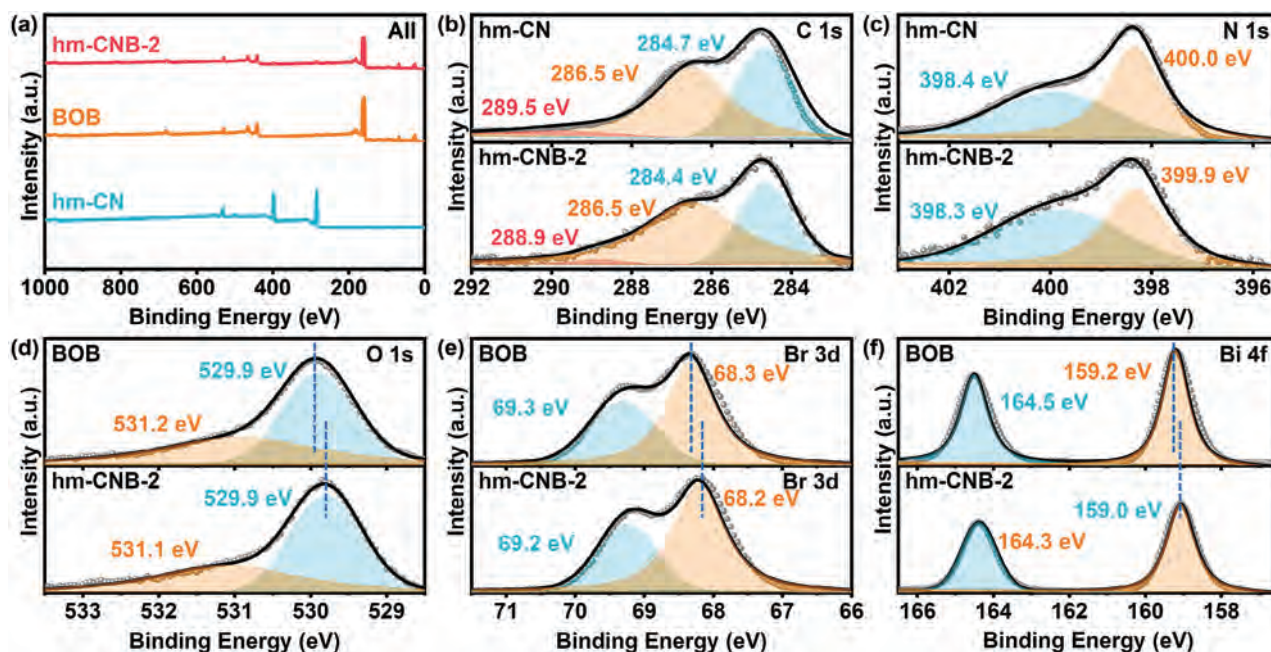 (a)
All
hm-CNB-2
BOB
hm-CN
Intensity (a.u.)
1000 800 600 400 200 0
Binding Energy (eV)
(b)
hm-CN
C 1s
284.7 eV
286.5 eV
289.5 eV
hm-CNB-2
284.4 eV
286.5 eV
288.9 eV
Intensity (a.u.)
292 290 288 286 284
Binding Energy (eV)
(c)
hm-CN
N 1s
400.0 eV
398.4 eV
hm-CNB-2
399.9 eV
398.3 eV
Intensity (a.u.)
402 400 398 396
Binding Energy (eV)
(d)
BOB
O 1s
529.9 eV
531.2 eV
hm-CNB-2
529.9 eV
531.1 eV
Intensity (a.u.)
533 532 531 530 529
Binding Energy (eV)
(e)
BOB
Br 3d
68.3 eV
69.3 eV
hm-CNB-2
Br 3d
68.2 eV
69.2 eV
Intensity (a.u.)
71 70 69 68 67 66
Binding Energy (eV)
(f)
BOB
Bi 4f
159.2 eV
164.5 eV
hm-CNB-2
159.0 eV
164.3 eV
Intensity (a.u.)
166 164 162 160 158
Binding Energy (eV)